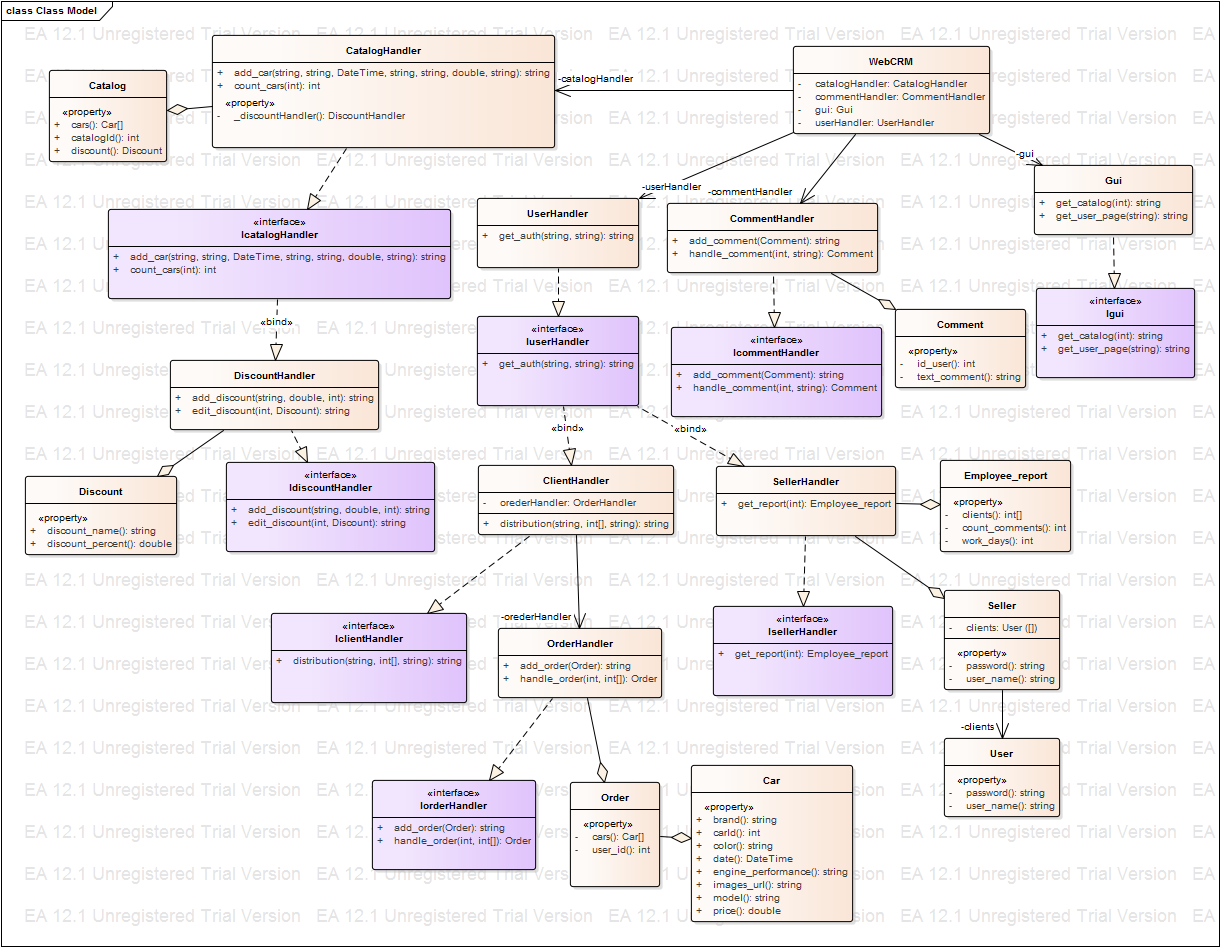 class Class Model
CatalogHandler
+ add_car(string, string, DateTime, string, string, double, string): string
+ count_cars(int): int
«property»
- _discountHandler(): DiscountHandler
Catalog
«property»
+ cars(): Car[]
+ catalogId(): int
+ discount(): Discount
-catalogHandler
WebCRM
- catalogHandler: CatalogHandler
- commentHandler: CommentHandler
- gui: Gui
- userHandler: UserHandler
-userHandler
-commentHandler
-gui
Gui
+ get_catalog(int): string
+ get_user_page(string): string
UserHandler
+ get_auth(string, string): string
CommentHandler
+ add_comment(Comment): string
+ handle_comment(int, string): Comment
«interface»
IcatalogHandler
+ add_car(string, string, DateTime, string, string, double, string): string
+ count_cars(int): int
«bind»
«interface»
IuserHandler
+ get_auth(string, string): string
«interface»
IcommentHandler
+ add_comment(Comment): string
+ handle_comment(int, string): Comment
Comment
«property»
- id_user(): int
- text_comment(): string
«interface»
Igui
+ get_catalog(int): string
+ get_user_page(string): string
DiscountHandler
+ add_discount(string, double, int): string
+ edit_discount(int, Discount): string
«bind»
«bind»
Discount
«property»
+ discount_name(): string
+ discount_percent(): double
«interface»
IdiscountHandler
+ add_discount(string, double, int): string
+ edit_discount(int, Discount): string
ClientHandler
- orederHandler: OrderHandler
+ distribution(string, int[], string): string
SellerHandler
+ get_report(int): Employee_report
Employee_report
«property»
- clients(): int[]
- count_comments(): int
- work_days(): int
«interface»
IclientHandler
+ distribution(string, int[], string): string
-orederHandler
OrderHandler
+ add_order(Order): string
+ handle_order(int, int[]): Order
«interface»
IsellerHandler
+ get_report(int): Employee_report
Seller
- clients: User ([])
«property»
- password(): string
- user_name(): string
-clients
User
«property»
- password(): string
- user_name(): string
«interface»
IorderHandler
+ add_order(Order): string
+ handle_order(int, int[]): Order
Order
«property»
- cars(): Car[]
- user_id(): int
Car
«property»
+ brand(): string
+ carId(): int
+ color(): string
+ date(): DateTime
+ engine_performance(): string
+ images_url(): string
+ model(): string
+ price(): double
EA 12.1 Unregistered Trial Version